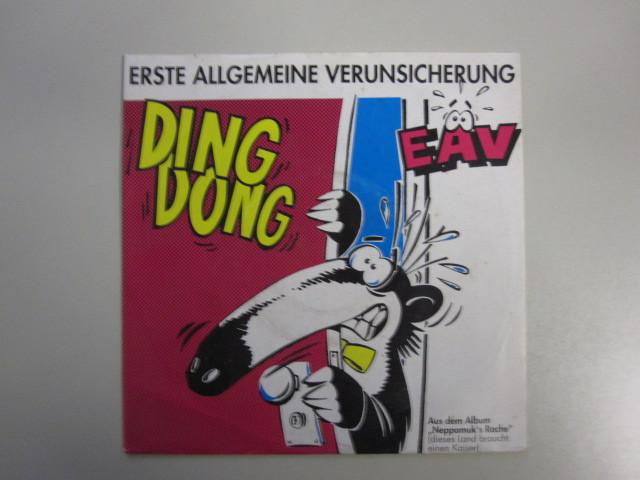 ERSTE ALLGEMEINE VERUNSICHERUNG
DING
DONG
EAV
Aus dem Album
„Neppomuk's Rache"
(dieses Land braucht
einen Kaiser)